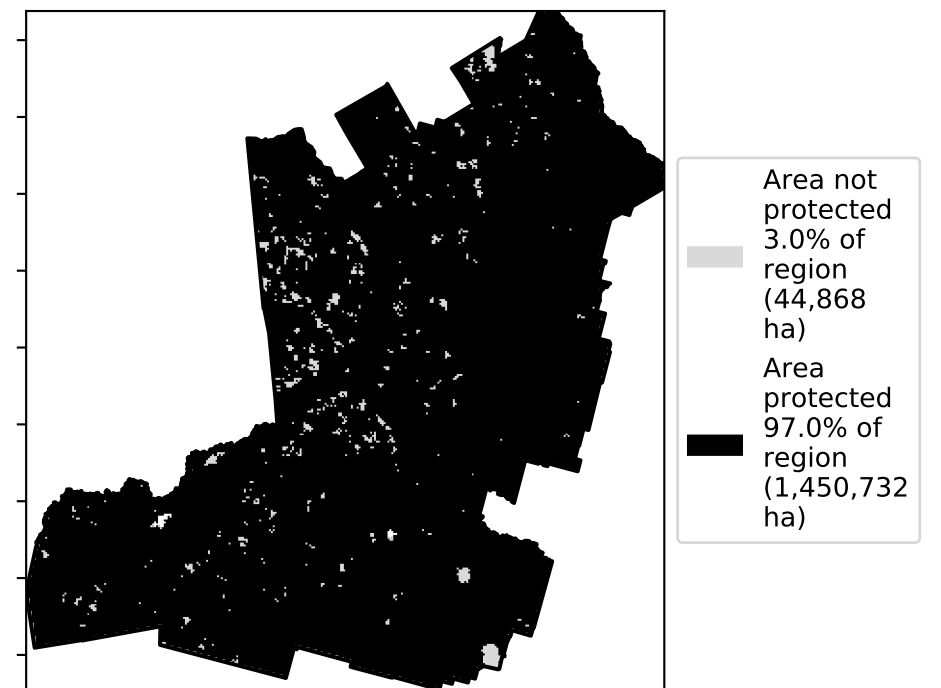 Area not
protected
3.0% of
region
(44,868
ha)
Area
protected
97.0% of
region
(1,450,732
ha)